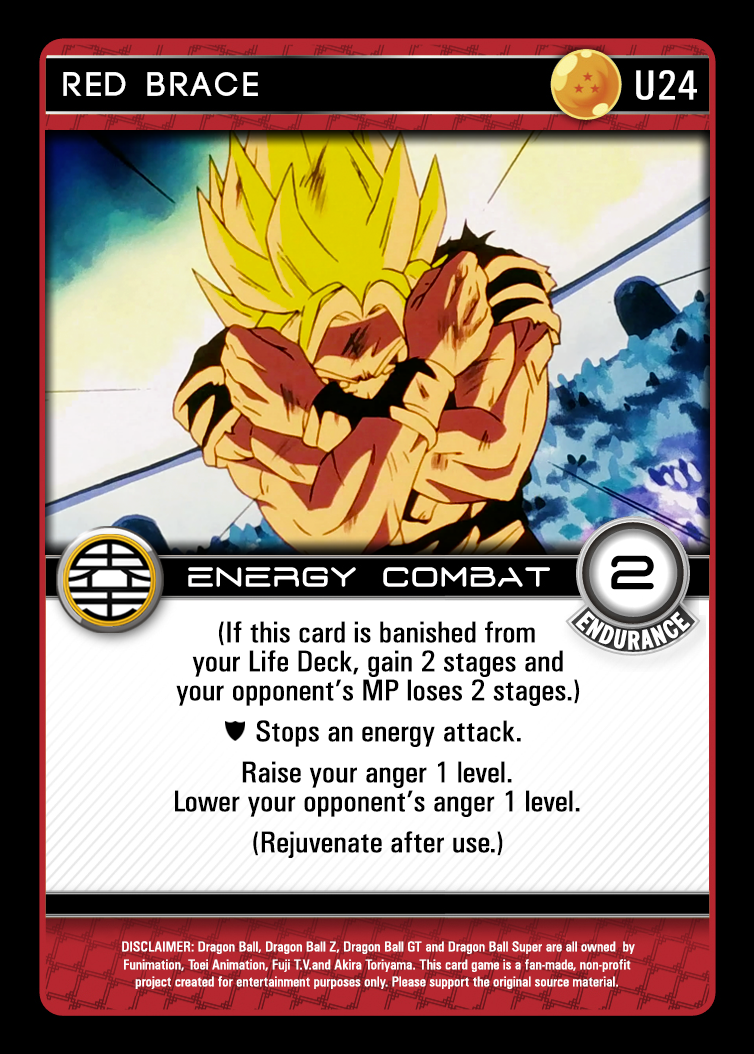 RED BRACE
U24
ENERGY COMBAT
2
ENDURANCE
(If this card is banished from
your Life Deck, gain 2 stages and
your opponent's MP loses 2 stages.)
Stops an energy attack.
Raise your anger 1 level.
Lower your opponent's anger 1 level.
(Rejuvenate after use.)
DISCLAIMER: Dragon Ball, Dragon Ball Z, Dragon Ball GT and Dragon Ball Super are all owned by
Funimation, Toei Animation, Fuji T.V.and Akira Toriyama. This card game is a fan-made, non-profit
project created for entertainment purposes only. Please support the original source material.